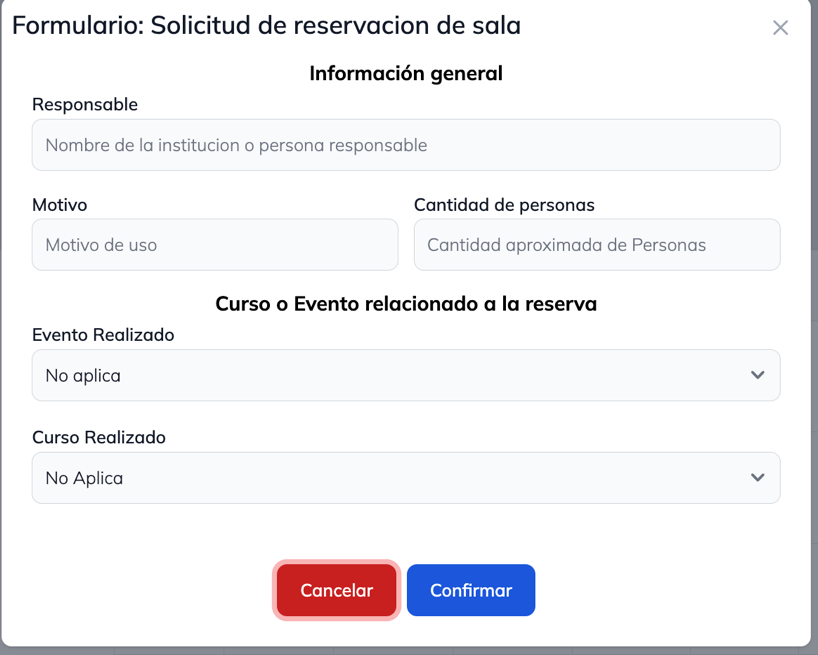 Formulario: Solicitud de reservacion de sala
Información general
Responsable
Nombre de la institucion o persona responsable
Motivo
Cantidad de personas
Motivo de uso
Cantidad aproximada de Personas
Curso o Evento relacionado a la reserva
Evento Realizado
No aplica
Curso Realizado
No Aplica
Cancelar
Confirmar